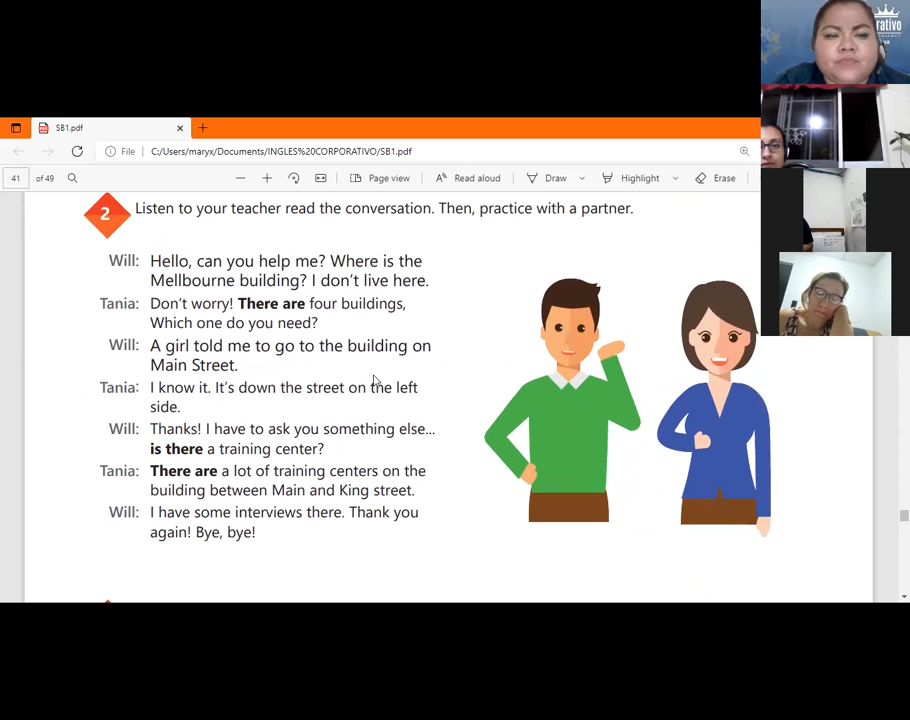 rativo
SB1.pdf
File
C:/Users/maryx/Documents/INGLES%20CORPORATIVO/SB1.pdf
41 of 49
Page view
Read aloud
Draw
Highlight
Erase
2 Listen to your teacher read the conversation. Then, practice with a partner.
Will: Hello, can you help me? Where is the
Mellbourne building? I don't live here.
Tania: Don't worry! There are four buildings,
Which one do you need?
Will: A girl told me to go to the building on
Main Street.
Tania: I know it. It's down the street on the left
side.
Will: Thanks! I have to ask you something else...
is there a training center?
Tania: There are a lot of training centers on the
building between Main and King street.
Will: I have some interviews there. Thank you
again! Bye, bye!